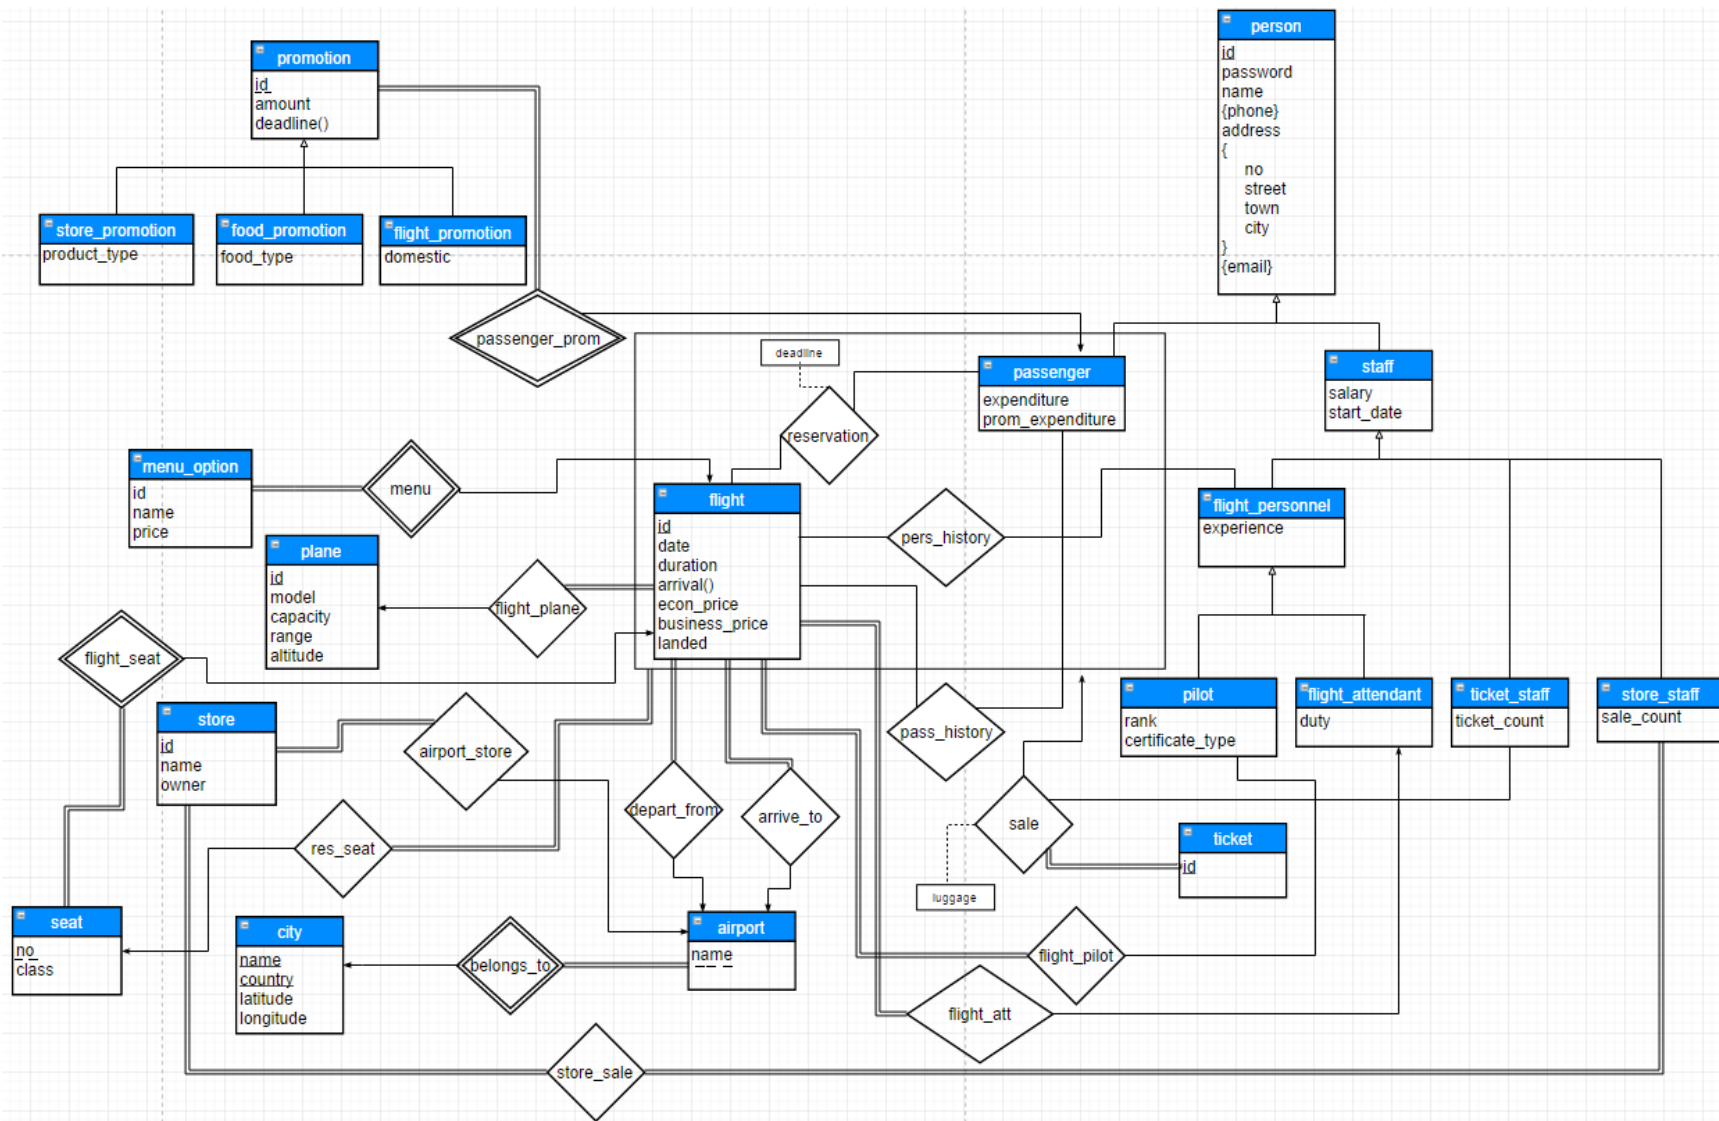 person
id
password
name
{phone}
address
{
no
street
town
city
}
{email}
promotion
id
amount
deadline()
store_promotion
product_type
food_promotion
food_type
flight_promotion
domestic
passenger_prom
deadline
passenger
expenditure
prom_expenditure
staff
salary
start_date
reservation
menu_option
id
name
price
menu
flight
id
date
duration
arrival()
econ_price
business_price
landed
pers_history
flight_personnel
experience
plane
id
model
capacity
range
altitude
flight_plane
flight_seat
store
id
name
owner
airport_store
pass_history
pilot
rank
certificate_type
flight_attendant
duty
ticket_staff
ticket_count
store_staff
sale_count
depart_from
arrive_to
sale
ticket
id
res_seat
luggage
seat
no
class
city
name
country
latitude
longitude
belongs_to
airport
name
flight_pilot
flight_att
store_sale